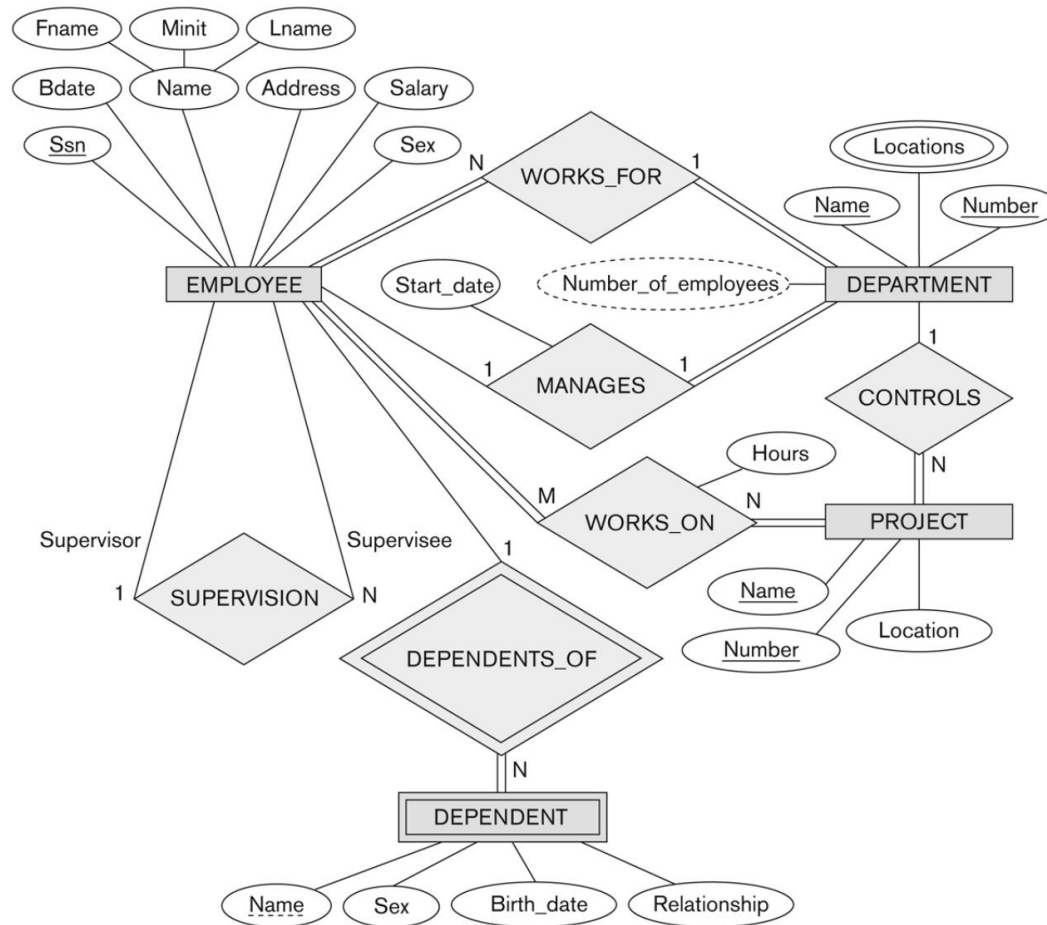 Fname
Minit
Lname
Bdate
Name
Address
Salary
Ssn
Sex
N
WORKS_FOR
1
Locations
Name
Number
EMPLOYEE
Start_date
Number_of_employees
DEPARTMENT
1
MANAGES
1
1
CONTROLS
N
Hours
M
WORKS_ON
N
PROJECT
Supervisor
Supervisee
1
SUPERVISION
N
1
Name
Number
Location
DEPENDENTS_OF
N
DEPENDENT
Name
Sex
Birth_date
Relationship